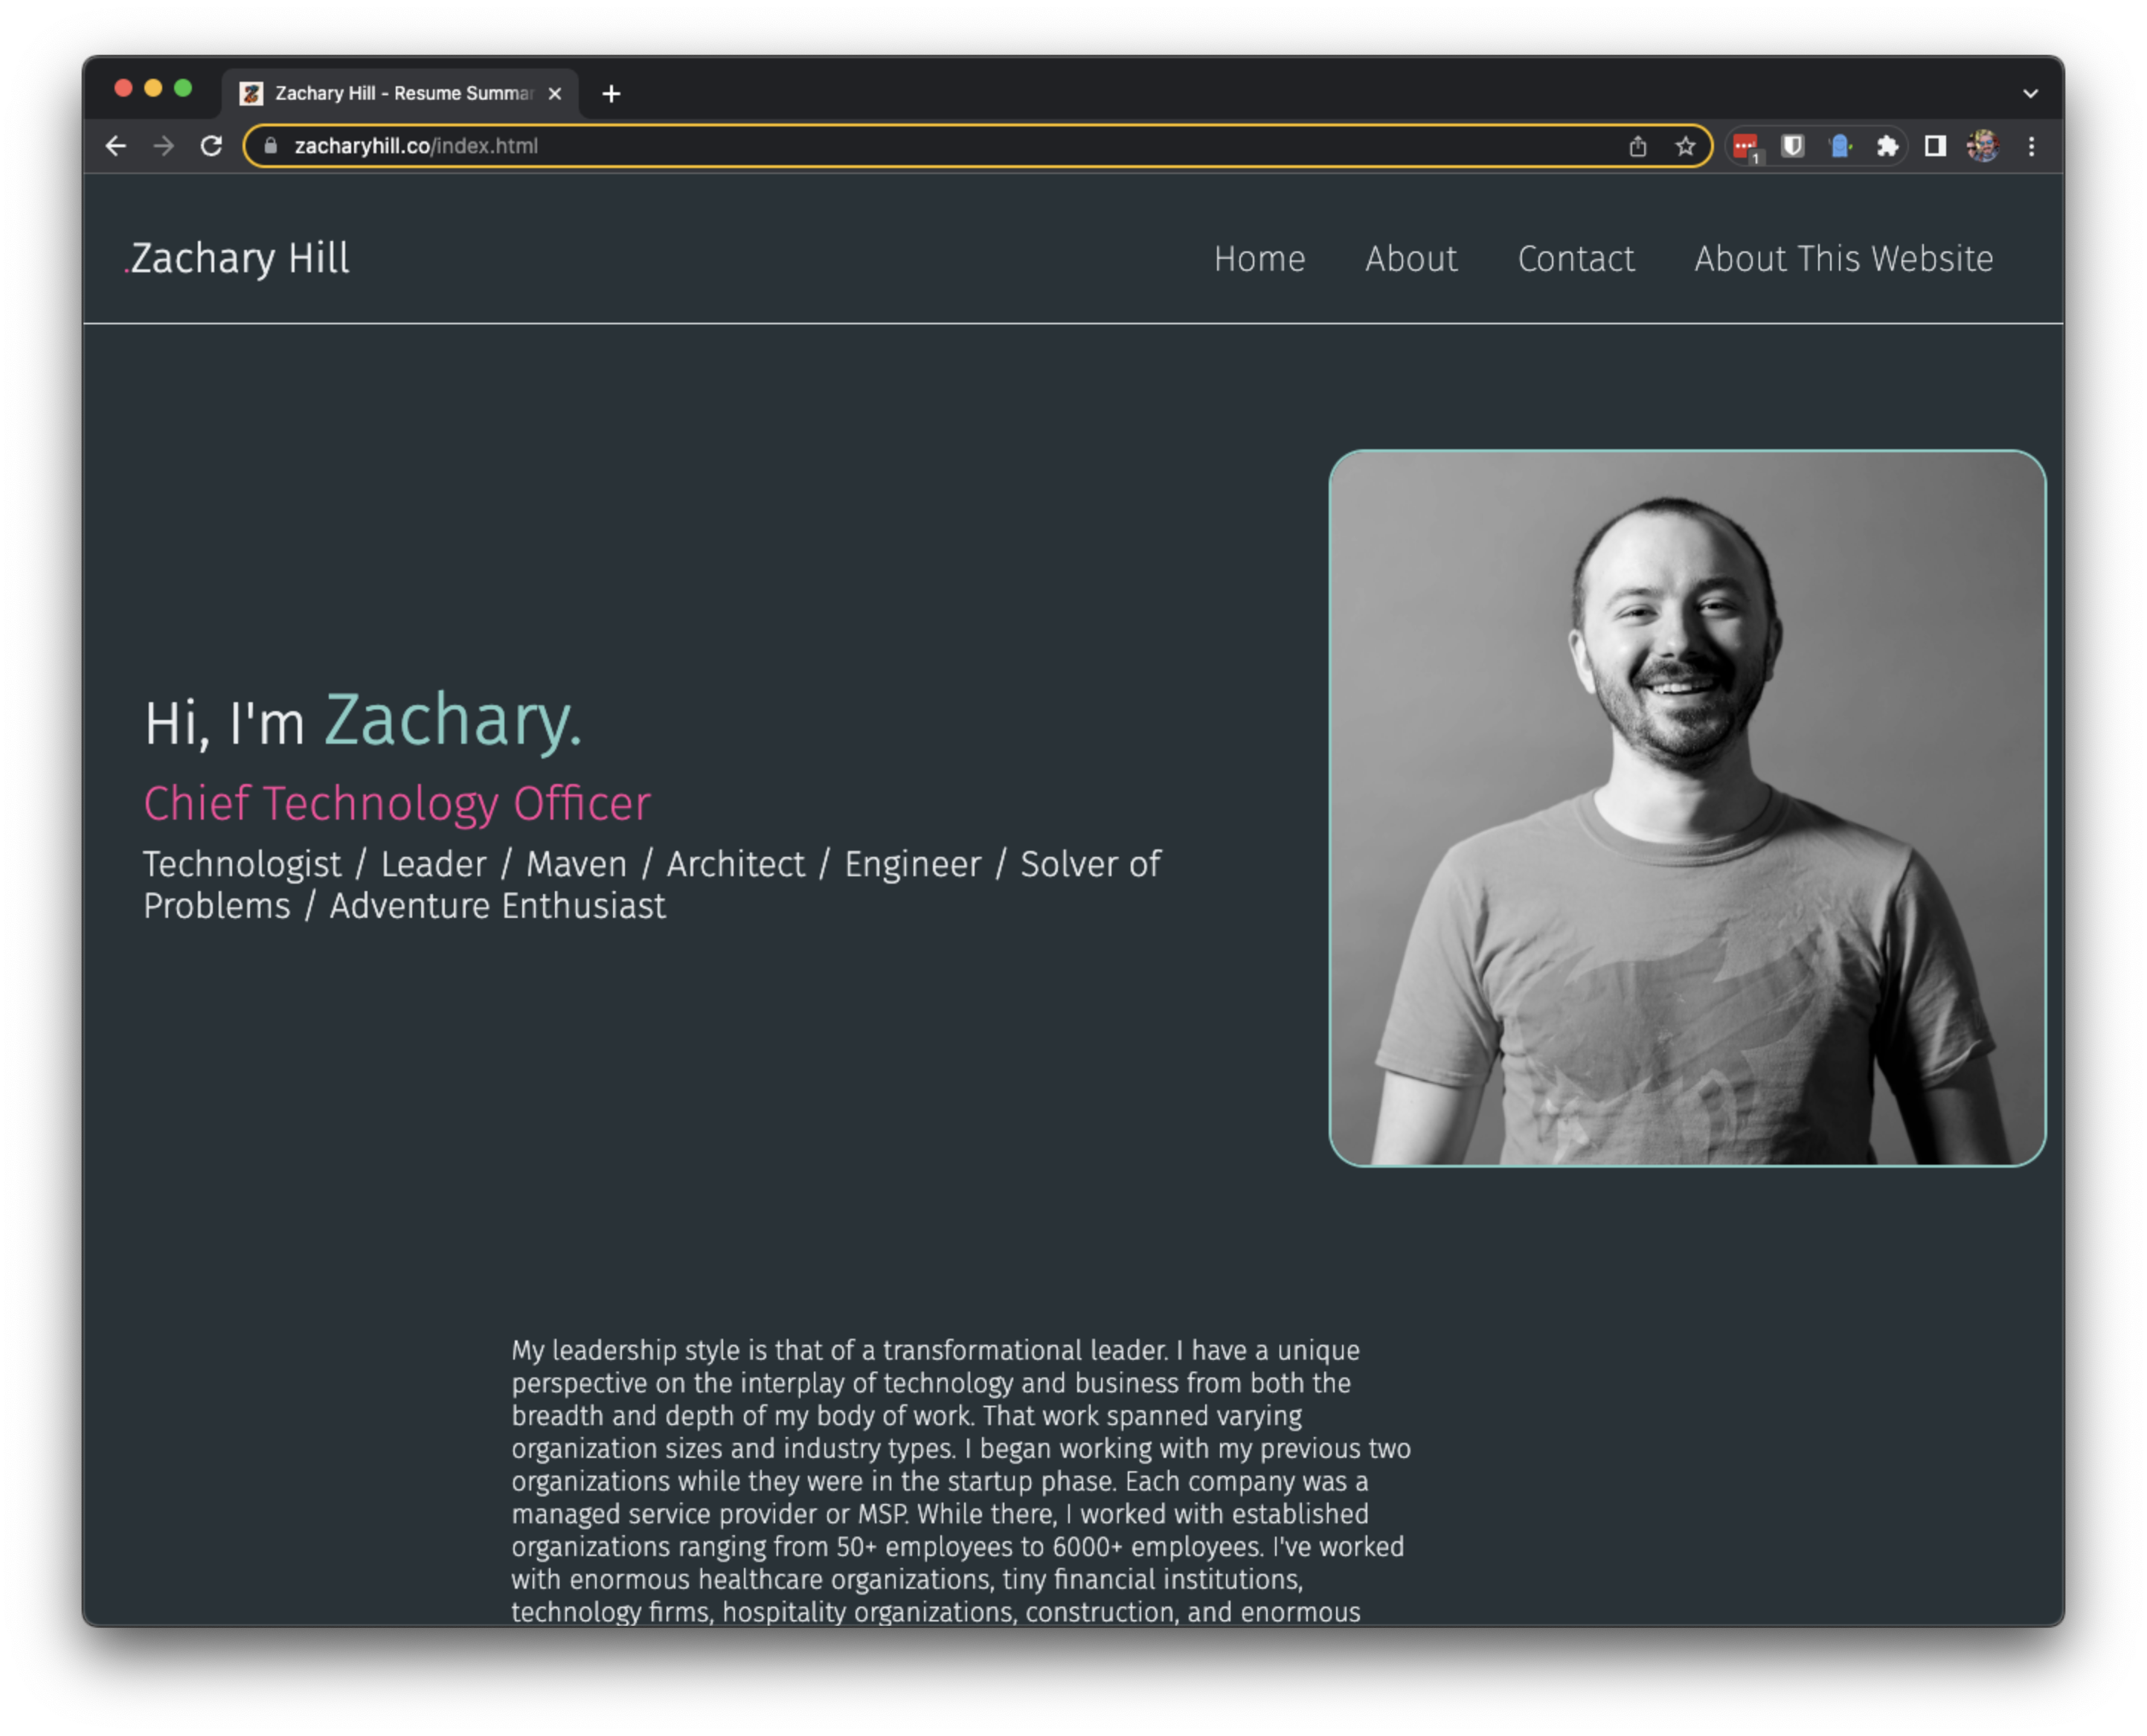 Zachary Hill - Resume Summar
zacharyhill.co/index.html
1
.Zachary Hill
Home About Contact About This Website
Hi, I'm Zachary.
Chief Technology Officer
Technologist / Leader / Maven / Architect / Engineer / Solver of
Problems / Adventure Enthusiast
My leadership style is that of a transformational leader. I have a unique
perspective on the interplay of technology and business from both the
breadth and depth of my body of work. That work spanned varying
organization sizes and industry types. I began working with my previous two
organizations while they were in the startup phase. Each company was a
managed service provider or MSP. While there, I worked with established
organizations ranging from 50+ employees to 6000+ employees. I've worked
with enormous healthcare organizations, tiny financial institutions,
technology firms, hospitality organizations, construction, and enormous